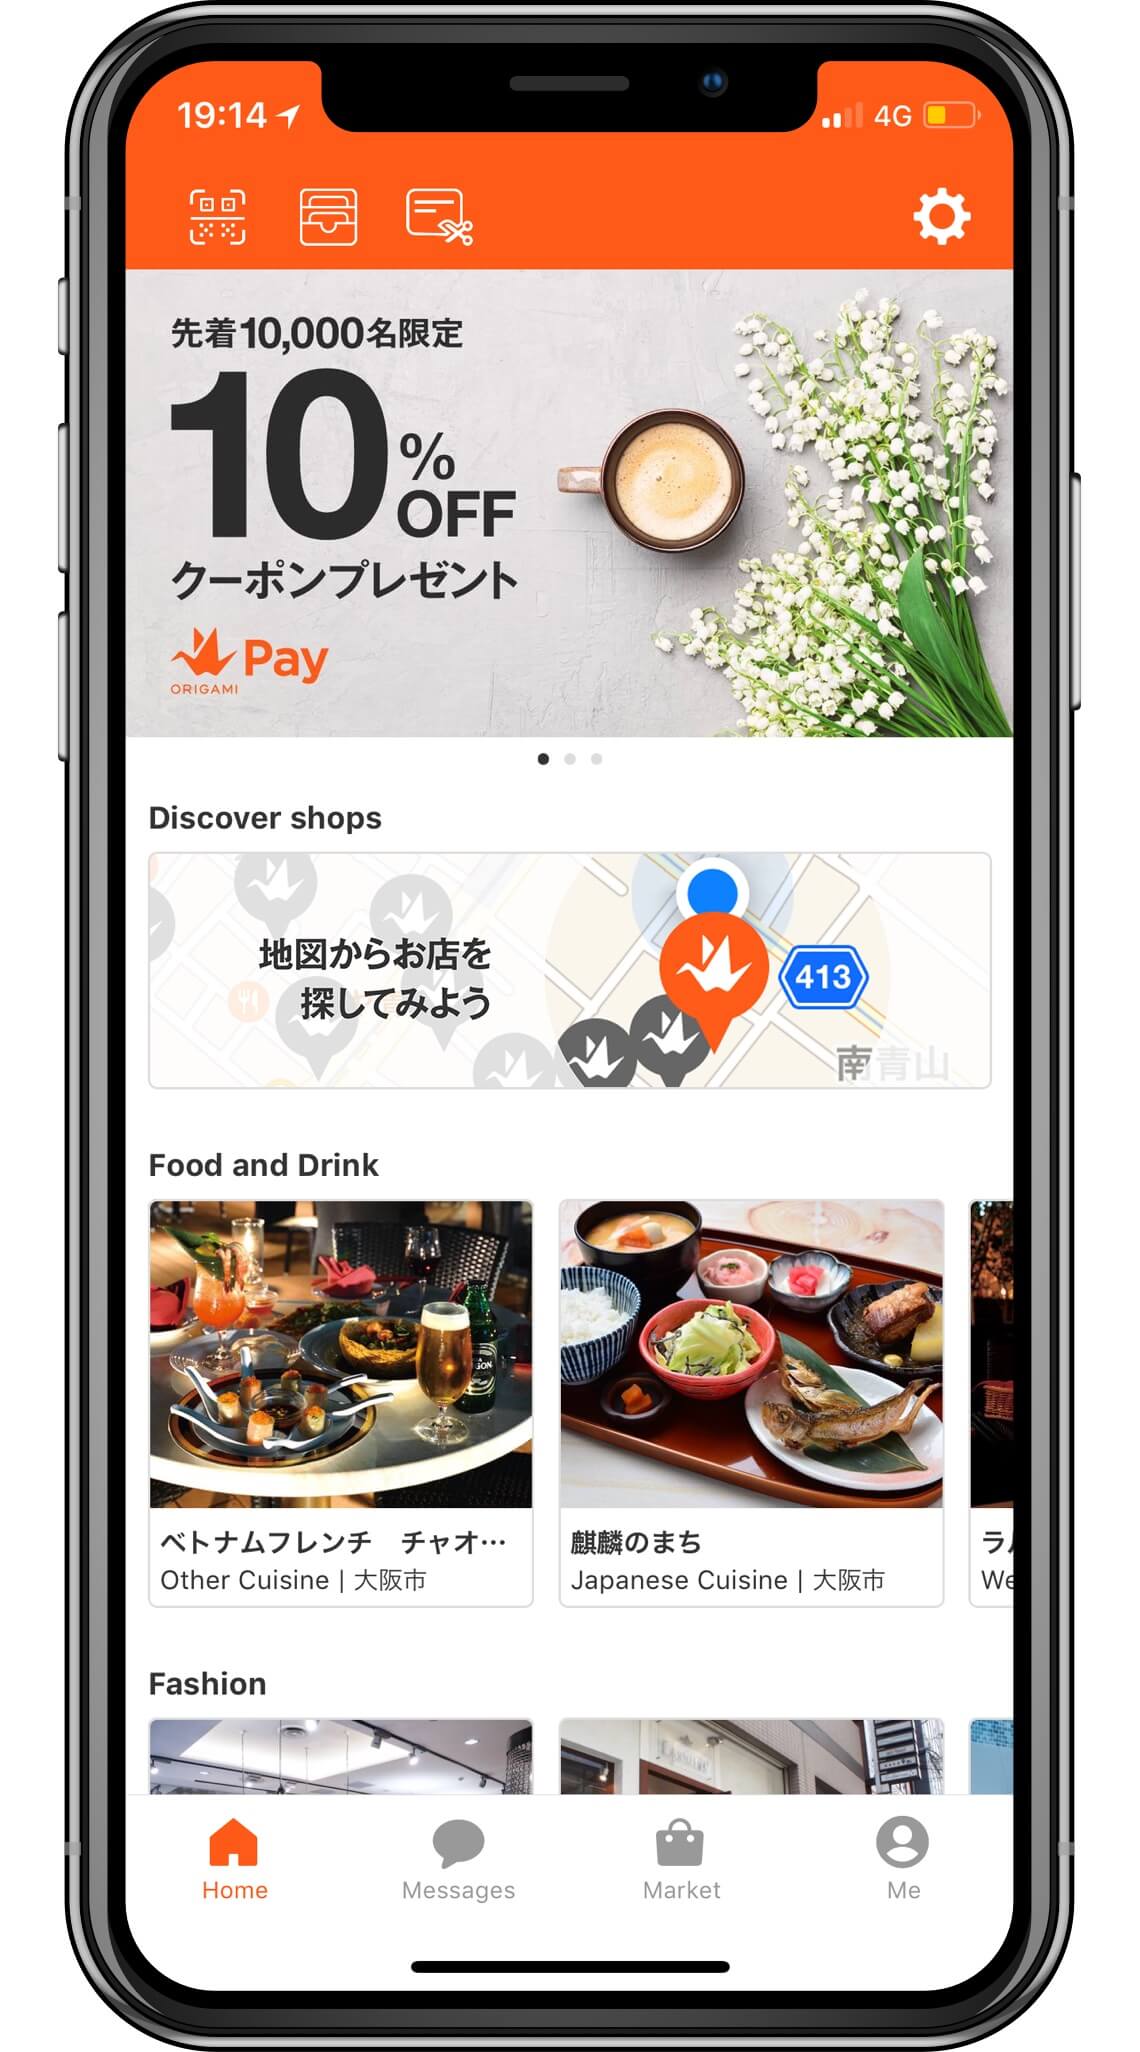 19:14
4G
先着10,000名限定
10%
OFF
クーポンプレゼント
ORIGAMI
Pay
Discover shops
地図からお店を
探してみよう
413
南青山
Food and Drink
ベトナムフレンチ　チャオ…
Other Cuisine | 大阪市
麒麟のまち
Japanese Cuisine | 大阪市
We
Fashion
Home
Messages
Market
Me